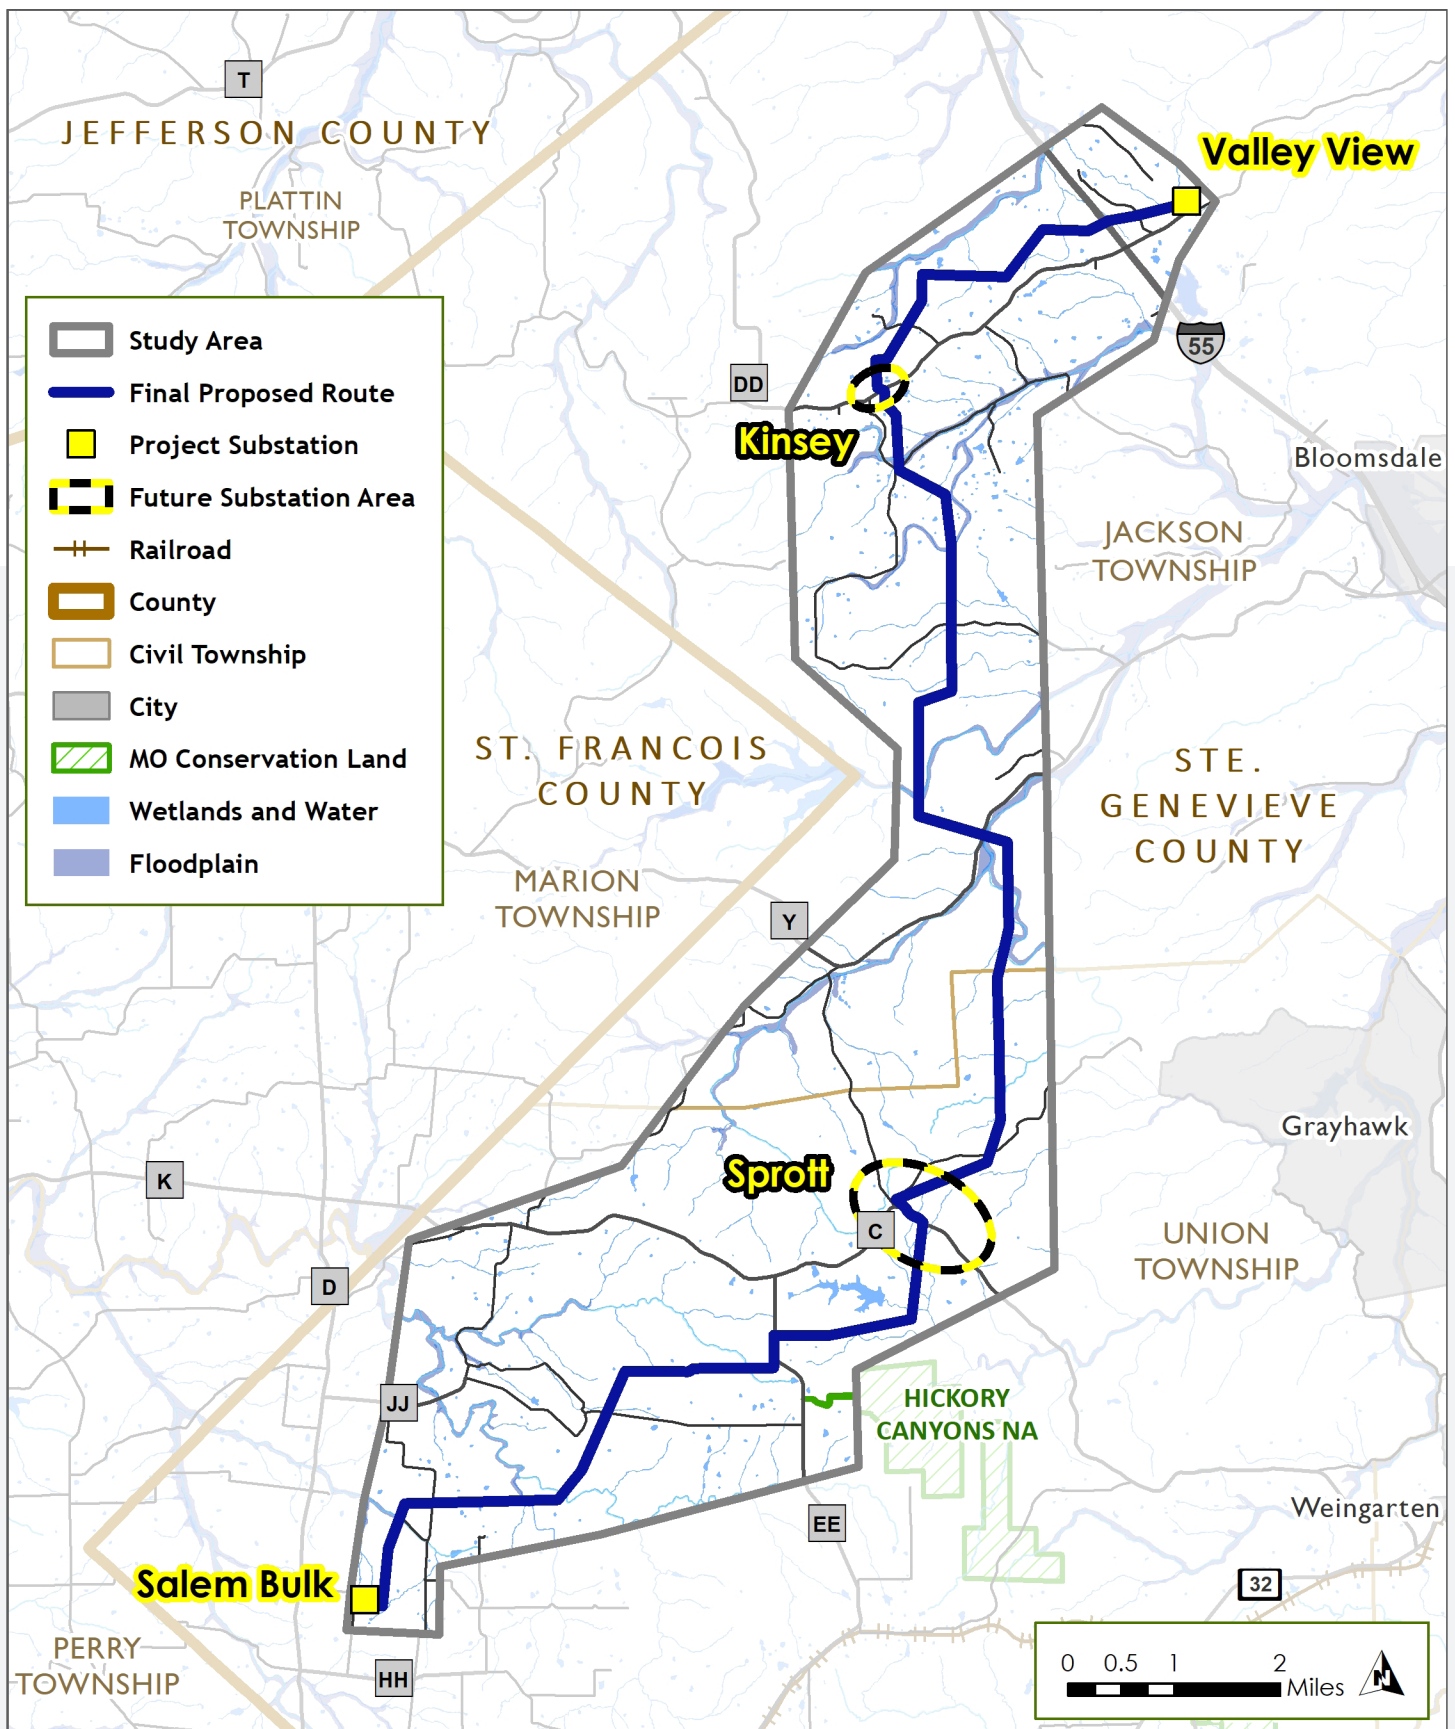 T
JEFFERSON COUNTY
PLATTIN
TOWNSHIP
Valley View
Study Area
Final Proposed Route
Project Substation
Future Substation Area
Railroad
County
Civil Township
City
MO Conservation Land
Wetlands and Water
Floodplain
55
DD
Kinsey
Bloomsdale
JACKSON
TOWNSHIP
ST. FRANCOIS
COUNTY
STE.
GENEVIEVE
COUNTY
MARION
TOWNSHIP
Y
Grayhawk
Sprott
K
C
UNION
TOWNSHIP
D
JJ
HICKORY
CANYONS NA
EE
Weingarten
Salem Bulk
32
PERRY
TOWNSHIP
HH
0 0.5 1 2
Miles
N